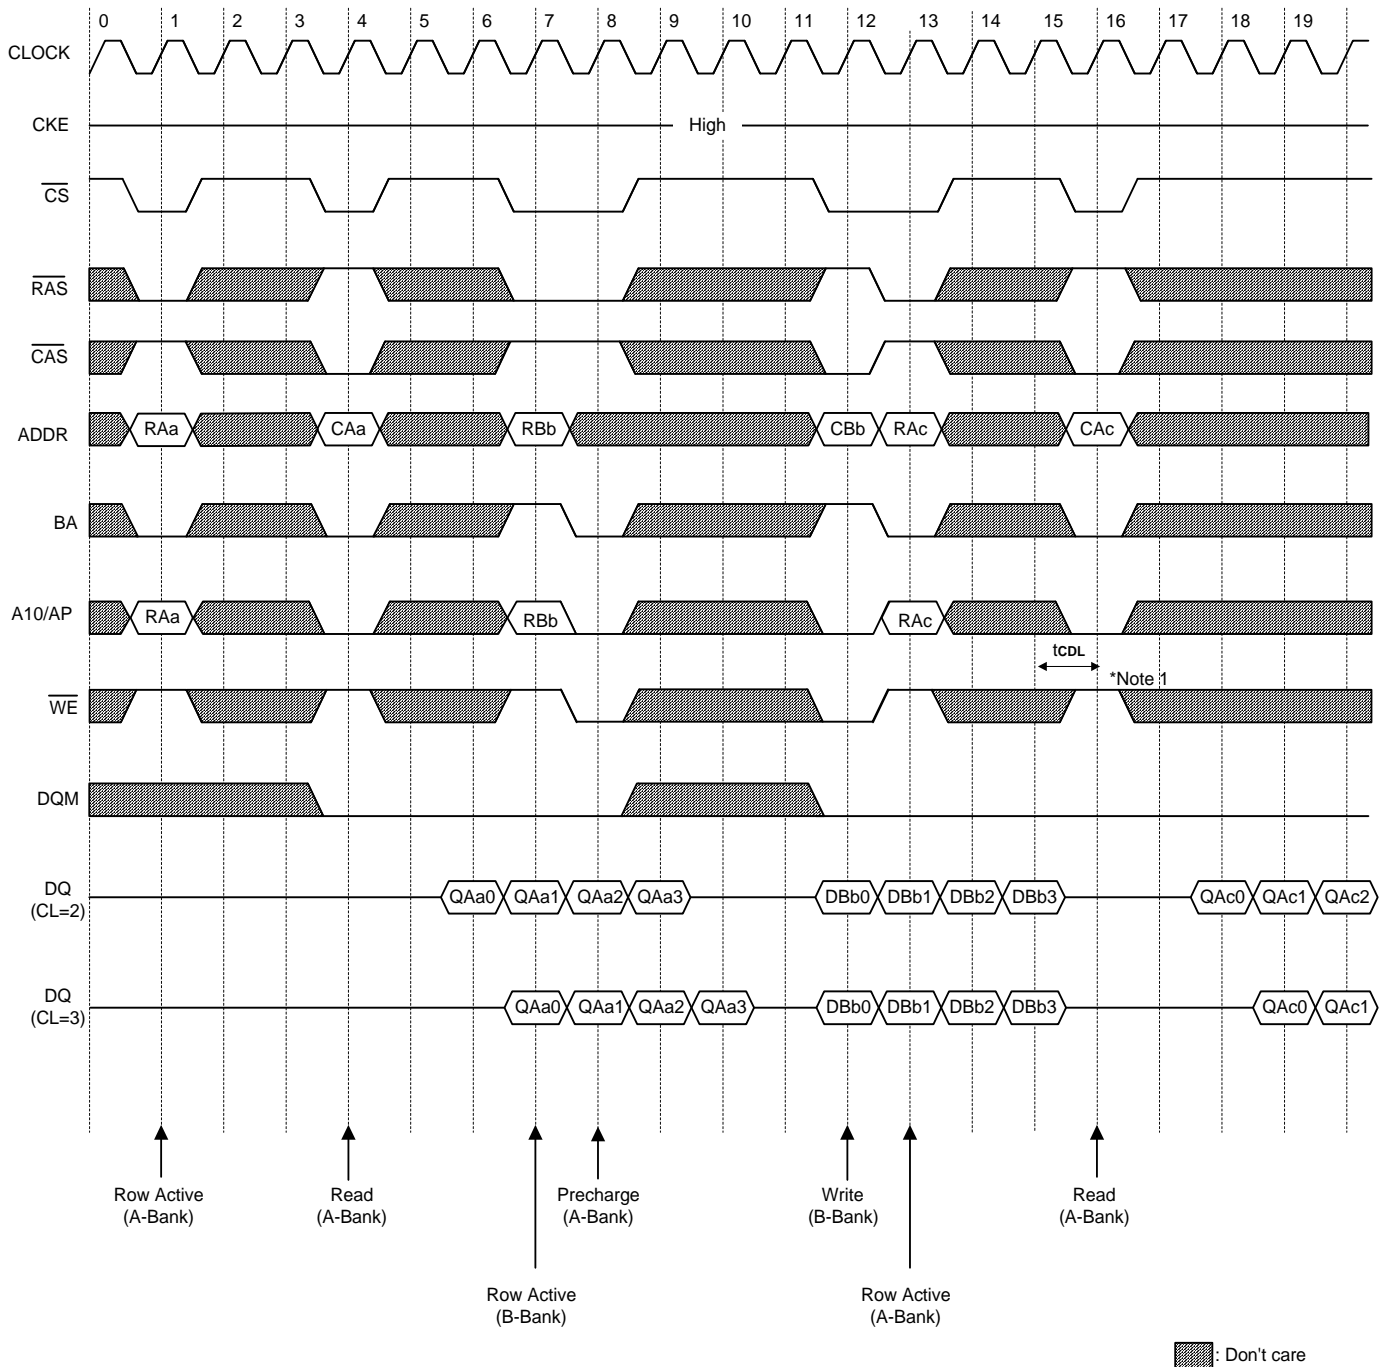 0 1 2 3 4 5 6 7 8 9 10 11 12 13 14 15 16 17 18 19
CLOCK
CKE High
CS
RAS
CAS
ADDR RAa CAa RBb CBb RAc CAc
BA
A10/AP RAa RBb RAc
tCDL
*Note 1
WE
DQM
DQ
(CL=2) QAa0 QAa1 QAa2 QAa3 DBb0 DBb1 DBb2 DBb3 QAc0 QAc1 QAc2
DQ
(CL=3) QAa0 QAa1 QAa2 QAa3 DBb0 DBb1 DBb2 DBb3 QAc0 QAc1
Row Active
(A-Bank)
Read
(A-Bank)
Precharge
(A-Bank)
Write
(B-Bank)
Read
(A-Bank)
Row Active
(B-Bank)
Row Active
(A-Bank)
: Don't care